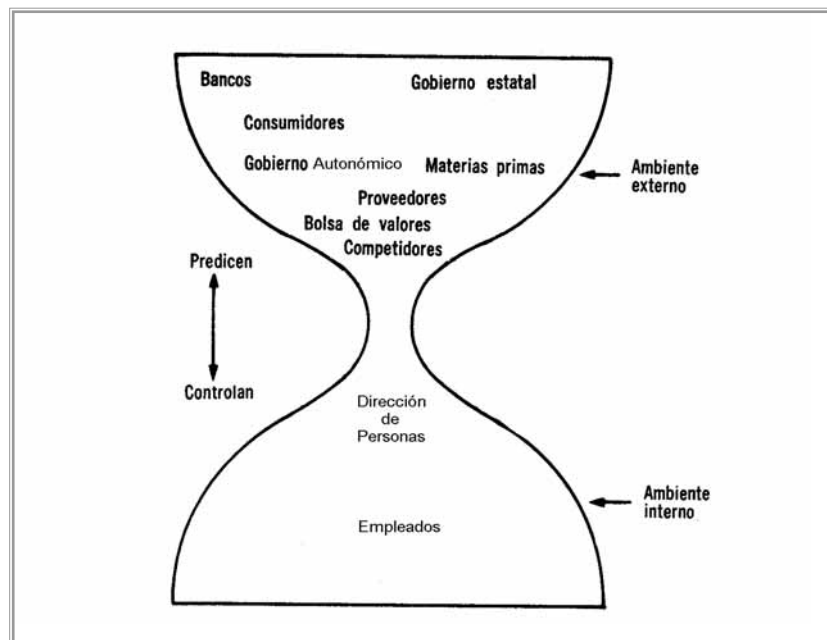 Bancos
Gobierno estatal
Consumidores
Gobierno Autonómico
Materias primas
Ambiente
externo
Proveedores
Bolsa de valores
Competidores
Predicen
Controlan
Dirección
de
Personas
Ambiente
interno
Empleados